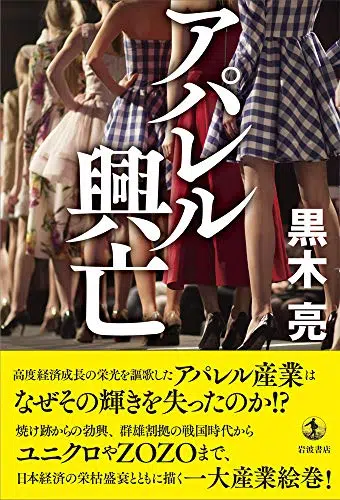 アパレル
興亡
黒木 亮
高度経済成長の栄光を謳歌したアパレル産業は
なぜその輝きを失ったのか!?
焼け跡からの勃興、群雄割拠の戦国時代から
ユニクロやZOZOまで、
日本経済の栄枯盛衰とともに描く一大産業絵巻!
岩波書店